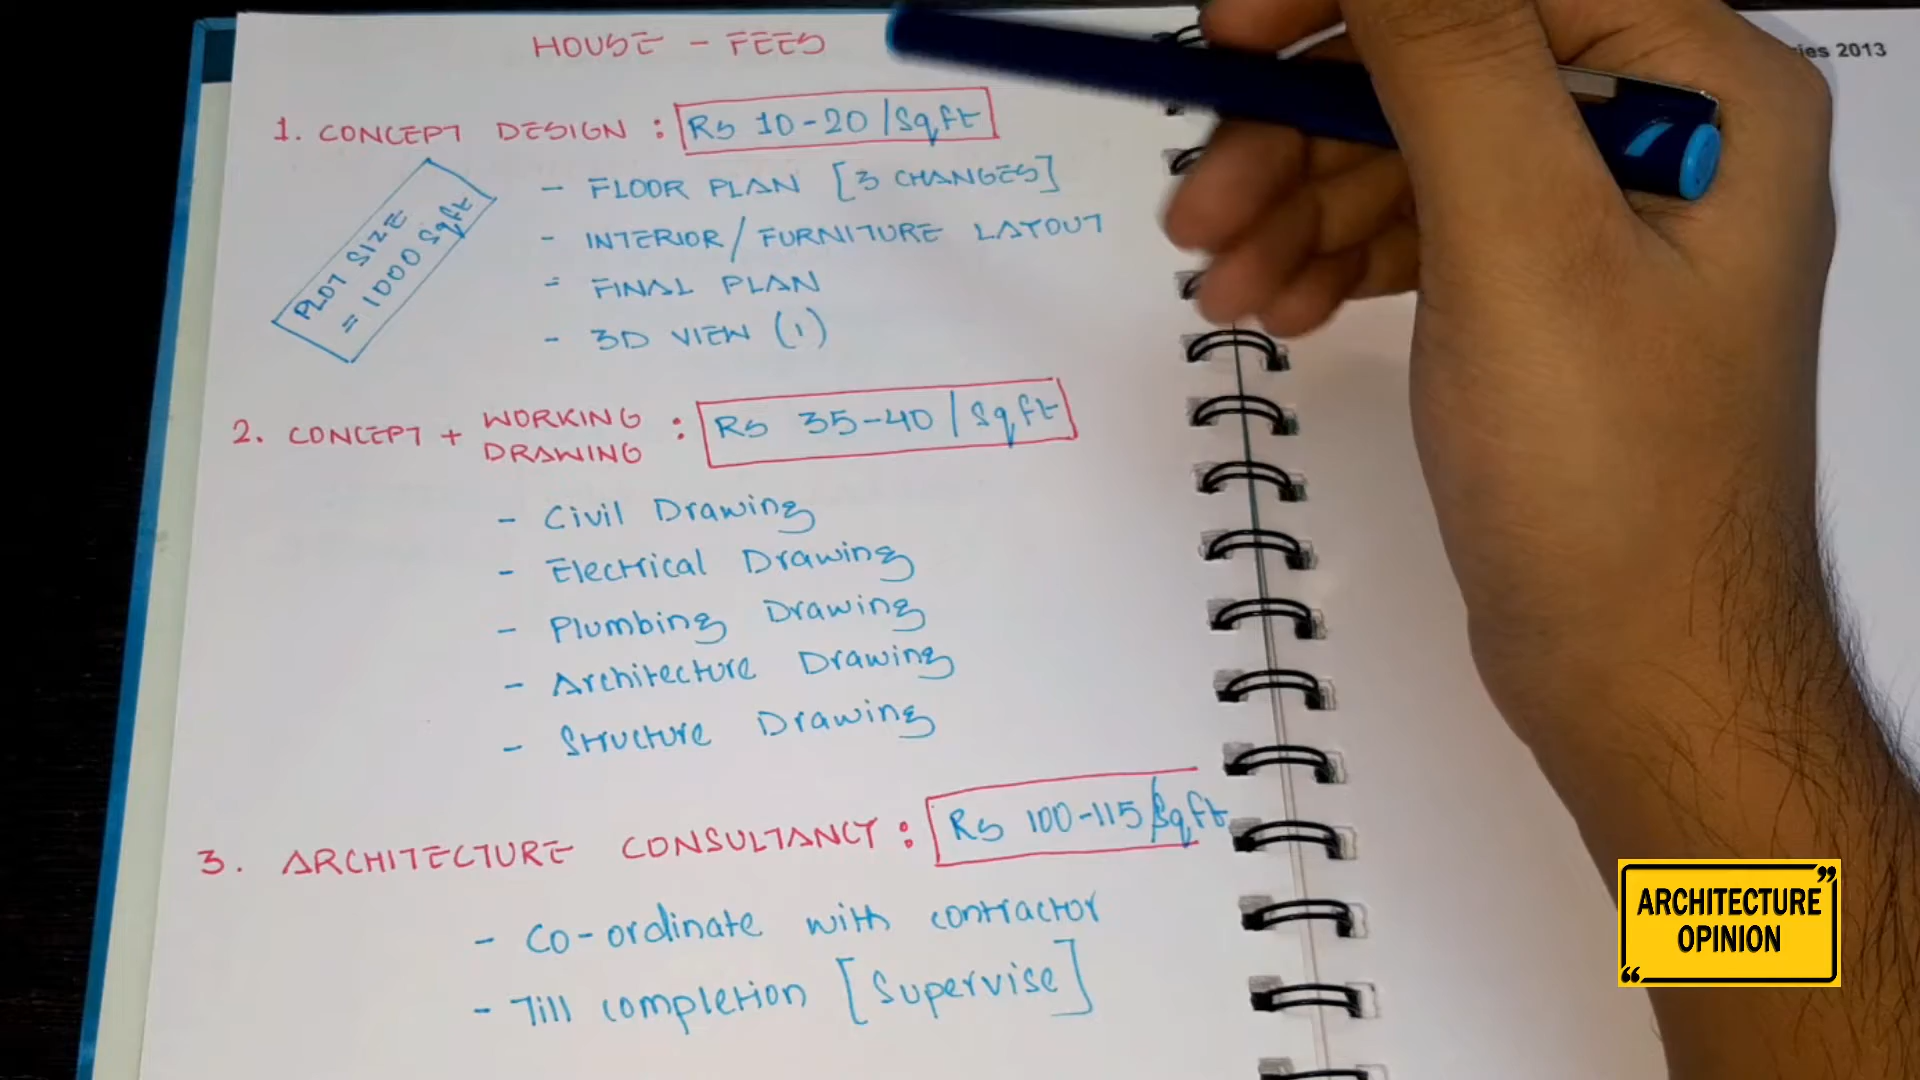 HOUSE - FEES
ies 2013
1. CONCEPT DESIGN : Rs 10-20 /Sqft
PLOT SIZE
= 1000 Sqft
- FLOOR PLAN [3 CHANGES]
- INTERIOR/FURNITURE LAYOUT
- FINAL PLAN
- 3D VIEW (1)
2. CONCEPT + WORKING DRAWING : Rs 35-40 /Sqft
- Civil Drawing
- Electrical Drawing
- Plumbing Drawing
- Architecture Drawing
- Structure Drawing
3. ARCHITECTURE CONSULTANCY : Rs 100-115/Sqft
- Co-ordinate with contractor
- Till completion [Supervise]
ARCHITECTURE
OPINION